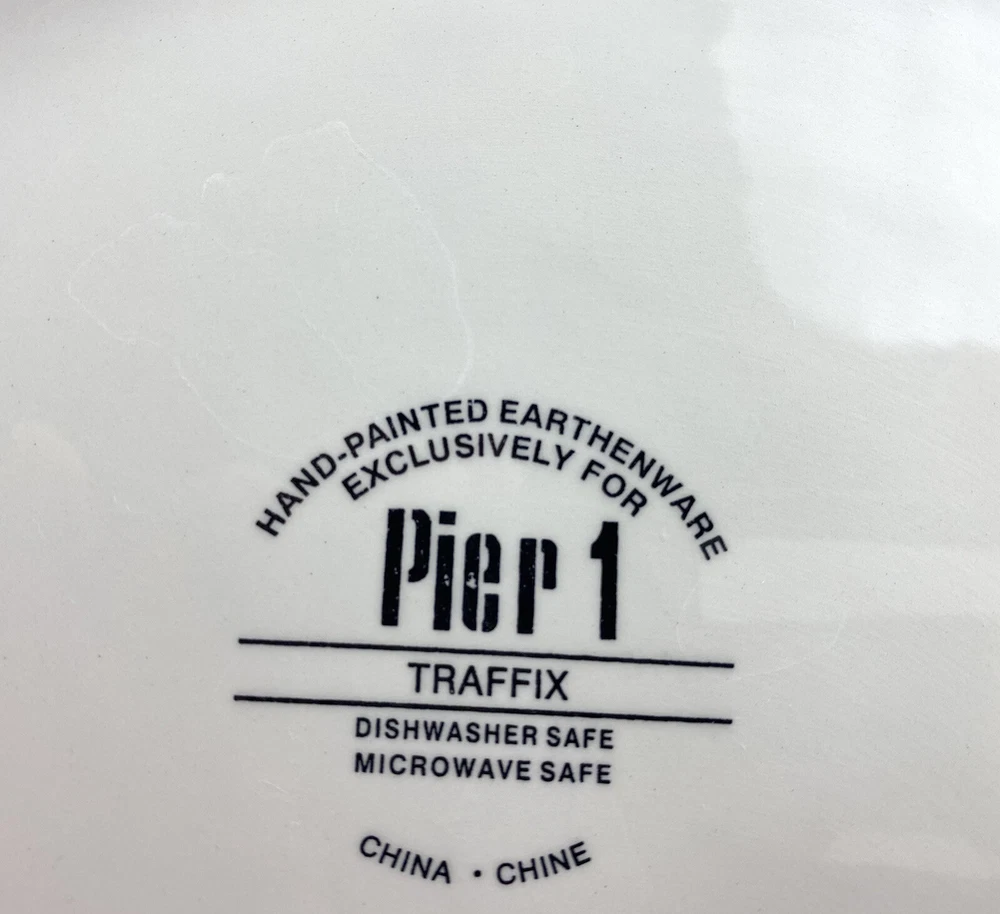 HAND-PAINTED EARTHENWARE
EXCLUSIVELY FOR
Pier 1
TRAFFIX
DISHWASHER SAFE
MICROWAVE SAFE
CHINA · CHINE